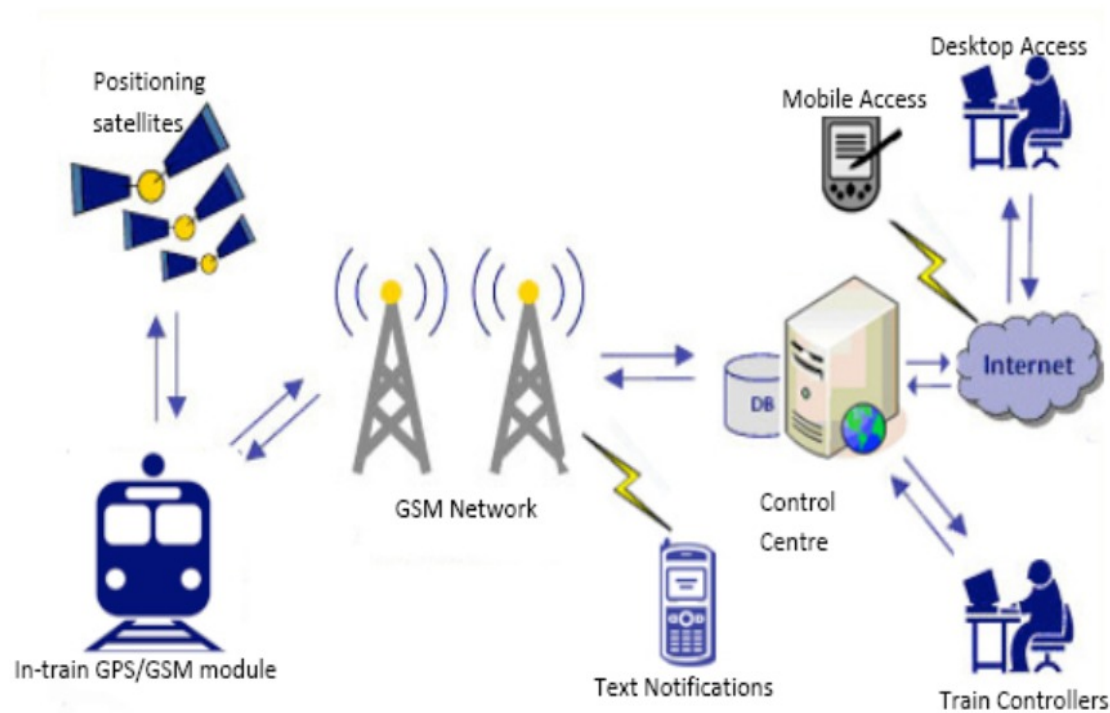 Desktop Access
Positioning
satellites
Mobile Access
Internet
DB
GSM Network
Control
Centre
In-train GPS/GSM module
Text Notifications
Train Controllers